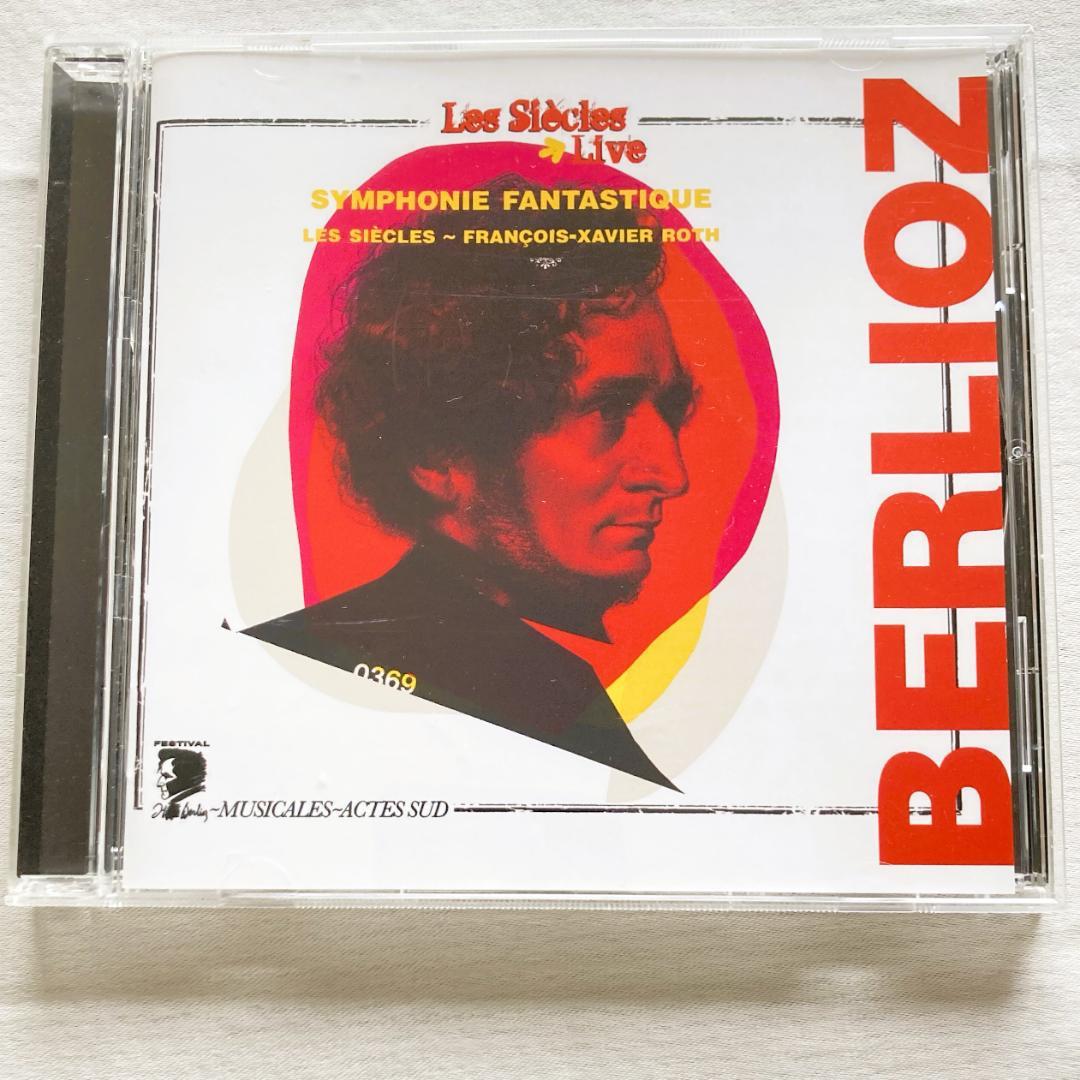 Les Siècles
Live
SYMPHONIE FANTASTIQUE
LES SIÈCLES ~ FRANÇOIS-XAVIER ROTH
BERLIOZ
0369
FESTIVAL
~MUSICALES~ACTES SUD